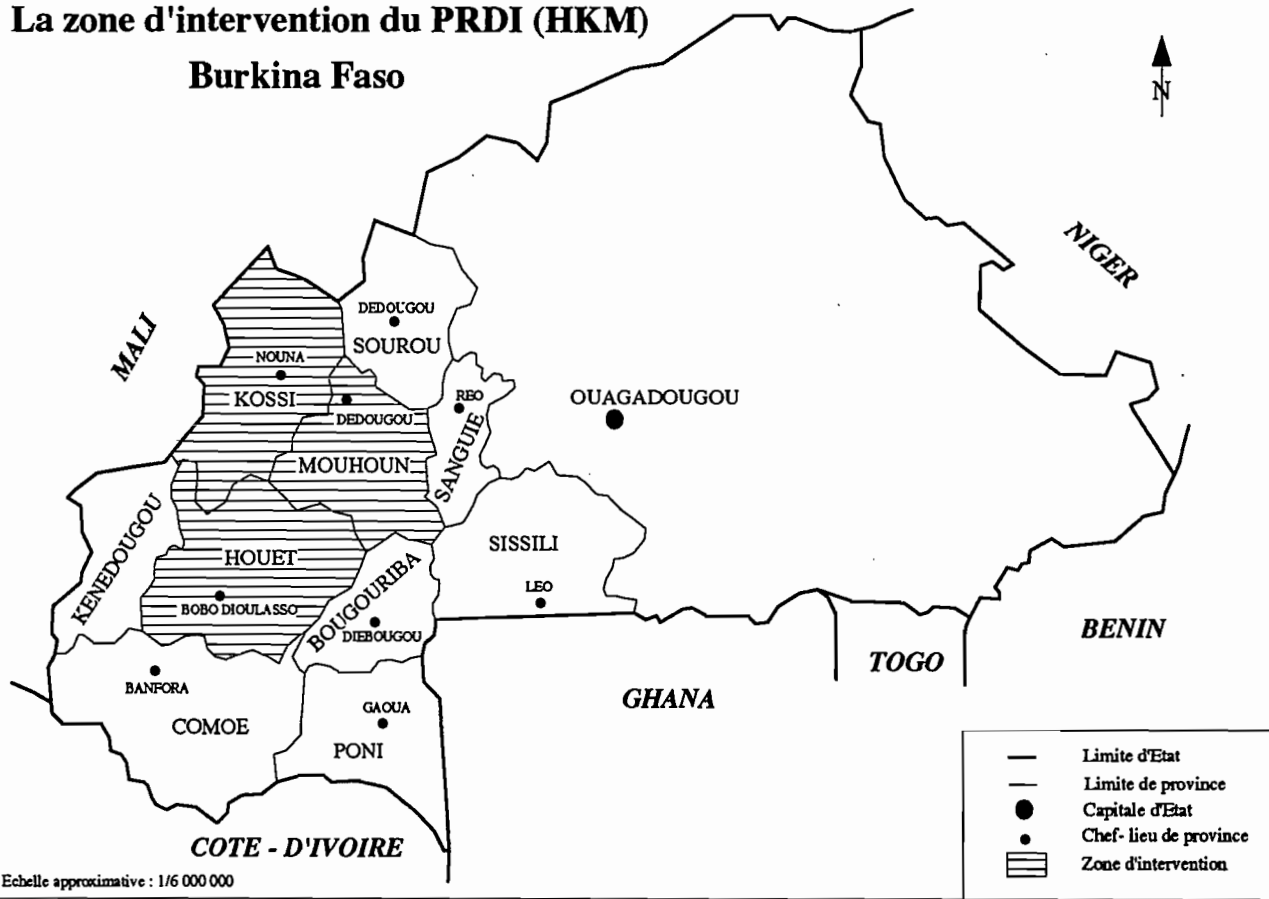 La zone d'intervention du PRDI (HKM)
Burkina Faso
N
NIGER
MALI
DEDOUGOU
SOUROU
NOUNA
KOSSI
DEDOUGOU
REO
SANGUIE
OUAGADOUGOU
MOUHOUN
KENEDOUGOU
HOUET
BOBO DIOULASSO
BOUGOURIBA
DIEBOUGOU
SISSILI
LEO
BENIN
TOGO
GHANA
BANFORA
COMOE
GAOUA
PONI
COTE - D'IVOIRE
Limite d'Etat
Limite de province
Capitale d'Etat
Chef- lieu de province
Zone d'intervention
Echelle approximative : 1/6 000 000